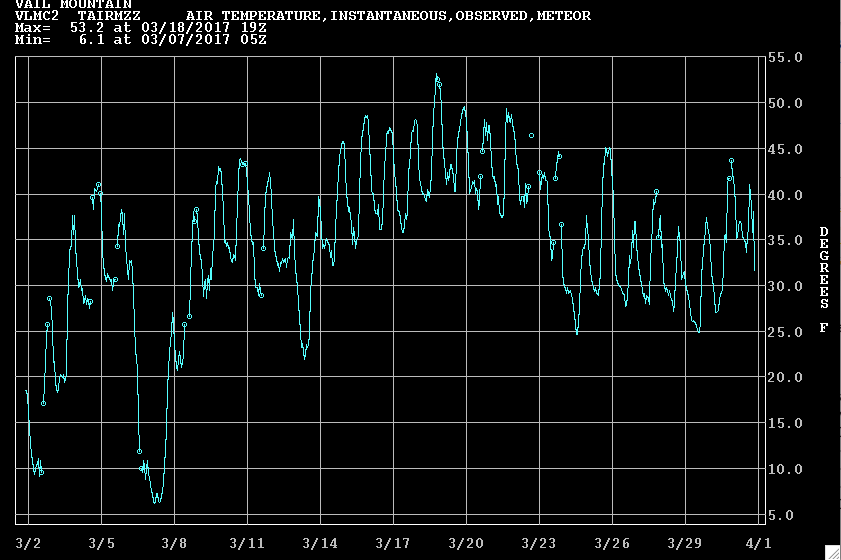 VAIL MOUNTAIN
VLMC2  TAIRMZZ     AIR TEMPERATURE,INSTANTANEOUS,OBSERVED,METEOR
Max=  53.2 at 03/18/2017 19Z
Min=   6.1 at 03/07/2017 05Z
55.0
50.0
45.0
40.0
35.0
30.0
25.0
20.0
15.0
10.0
5.0
DEGREES F
3/2 3/5 3/8 3/11 3/14 3/17 3/20 3/23 3/26 3/29 4/1